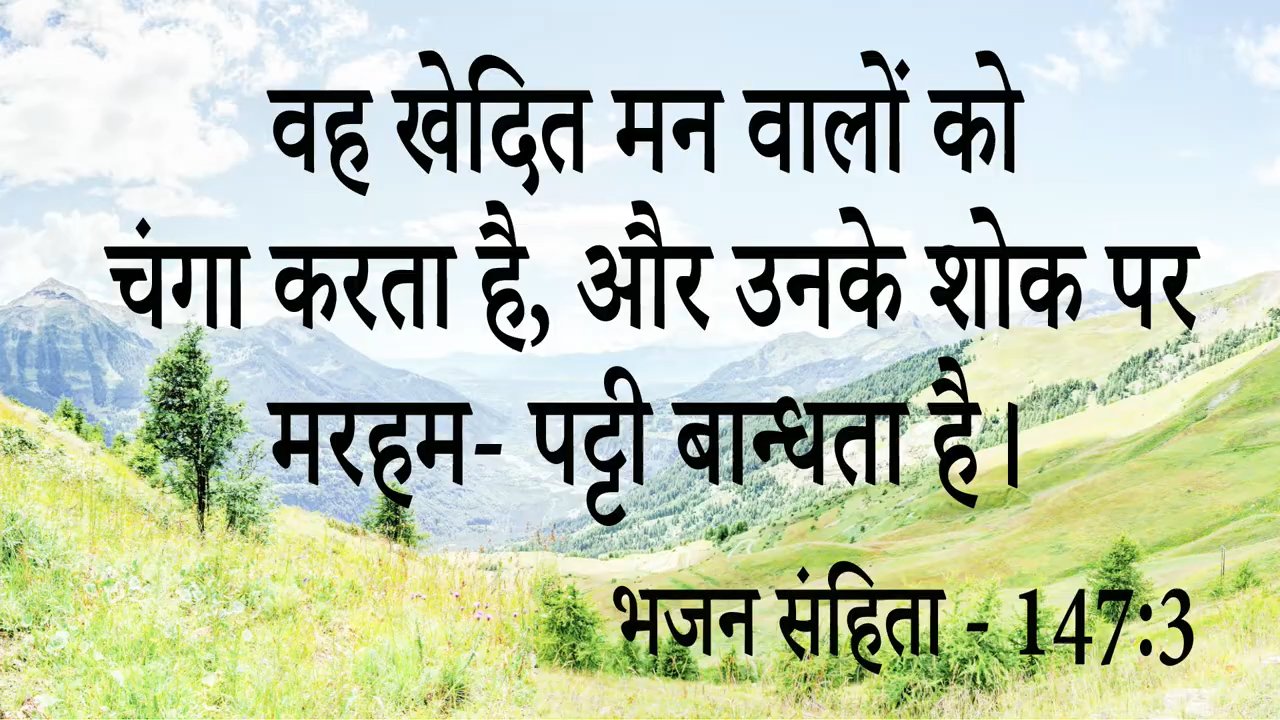 वह खेदित मन वालों को
चंगा करता है, और उनके शोक पर
मरहम- पट्टी बान्धता है।
भजन संहिता - 147:3